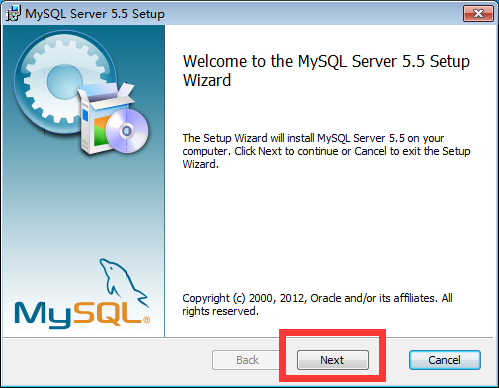 MySQL Server 5.5 Setup
Welcome to the MySQL Server 5.5 Setup
Wizard
The Setup Wizard will install MySQL Server 5.5 on your
computer. Click Next to continue or Cancel to exit the Setup
Wizard.
MySQL®
Copyright (c) 2000, 2012, Oracle and/or its affiliates. All
rights reserved.
Back Next Cancel